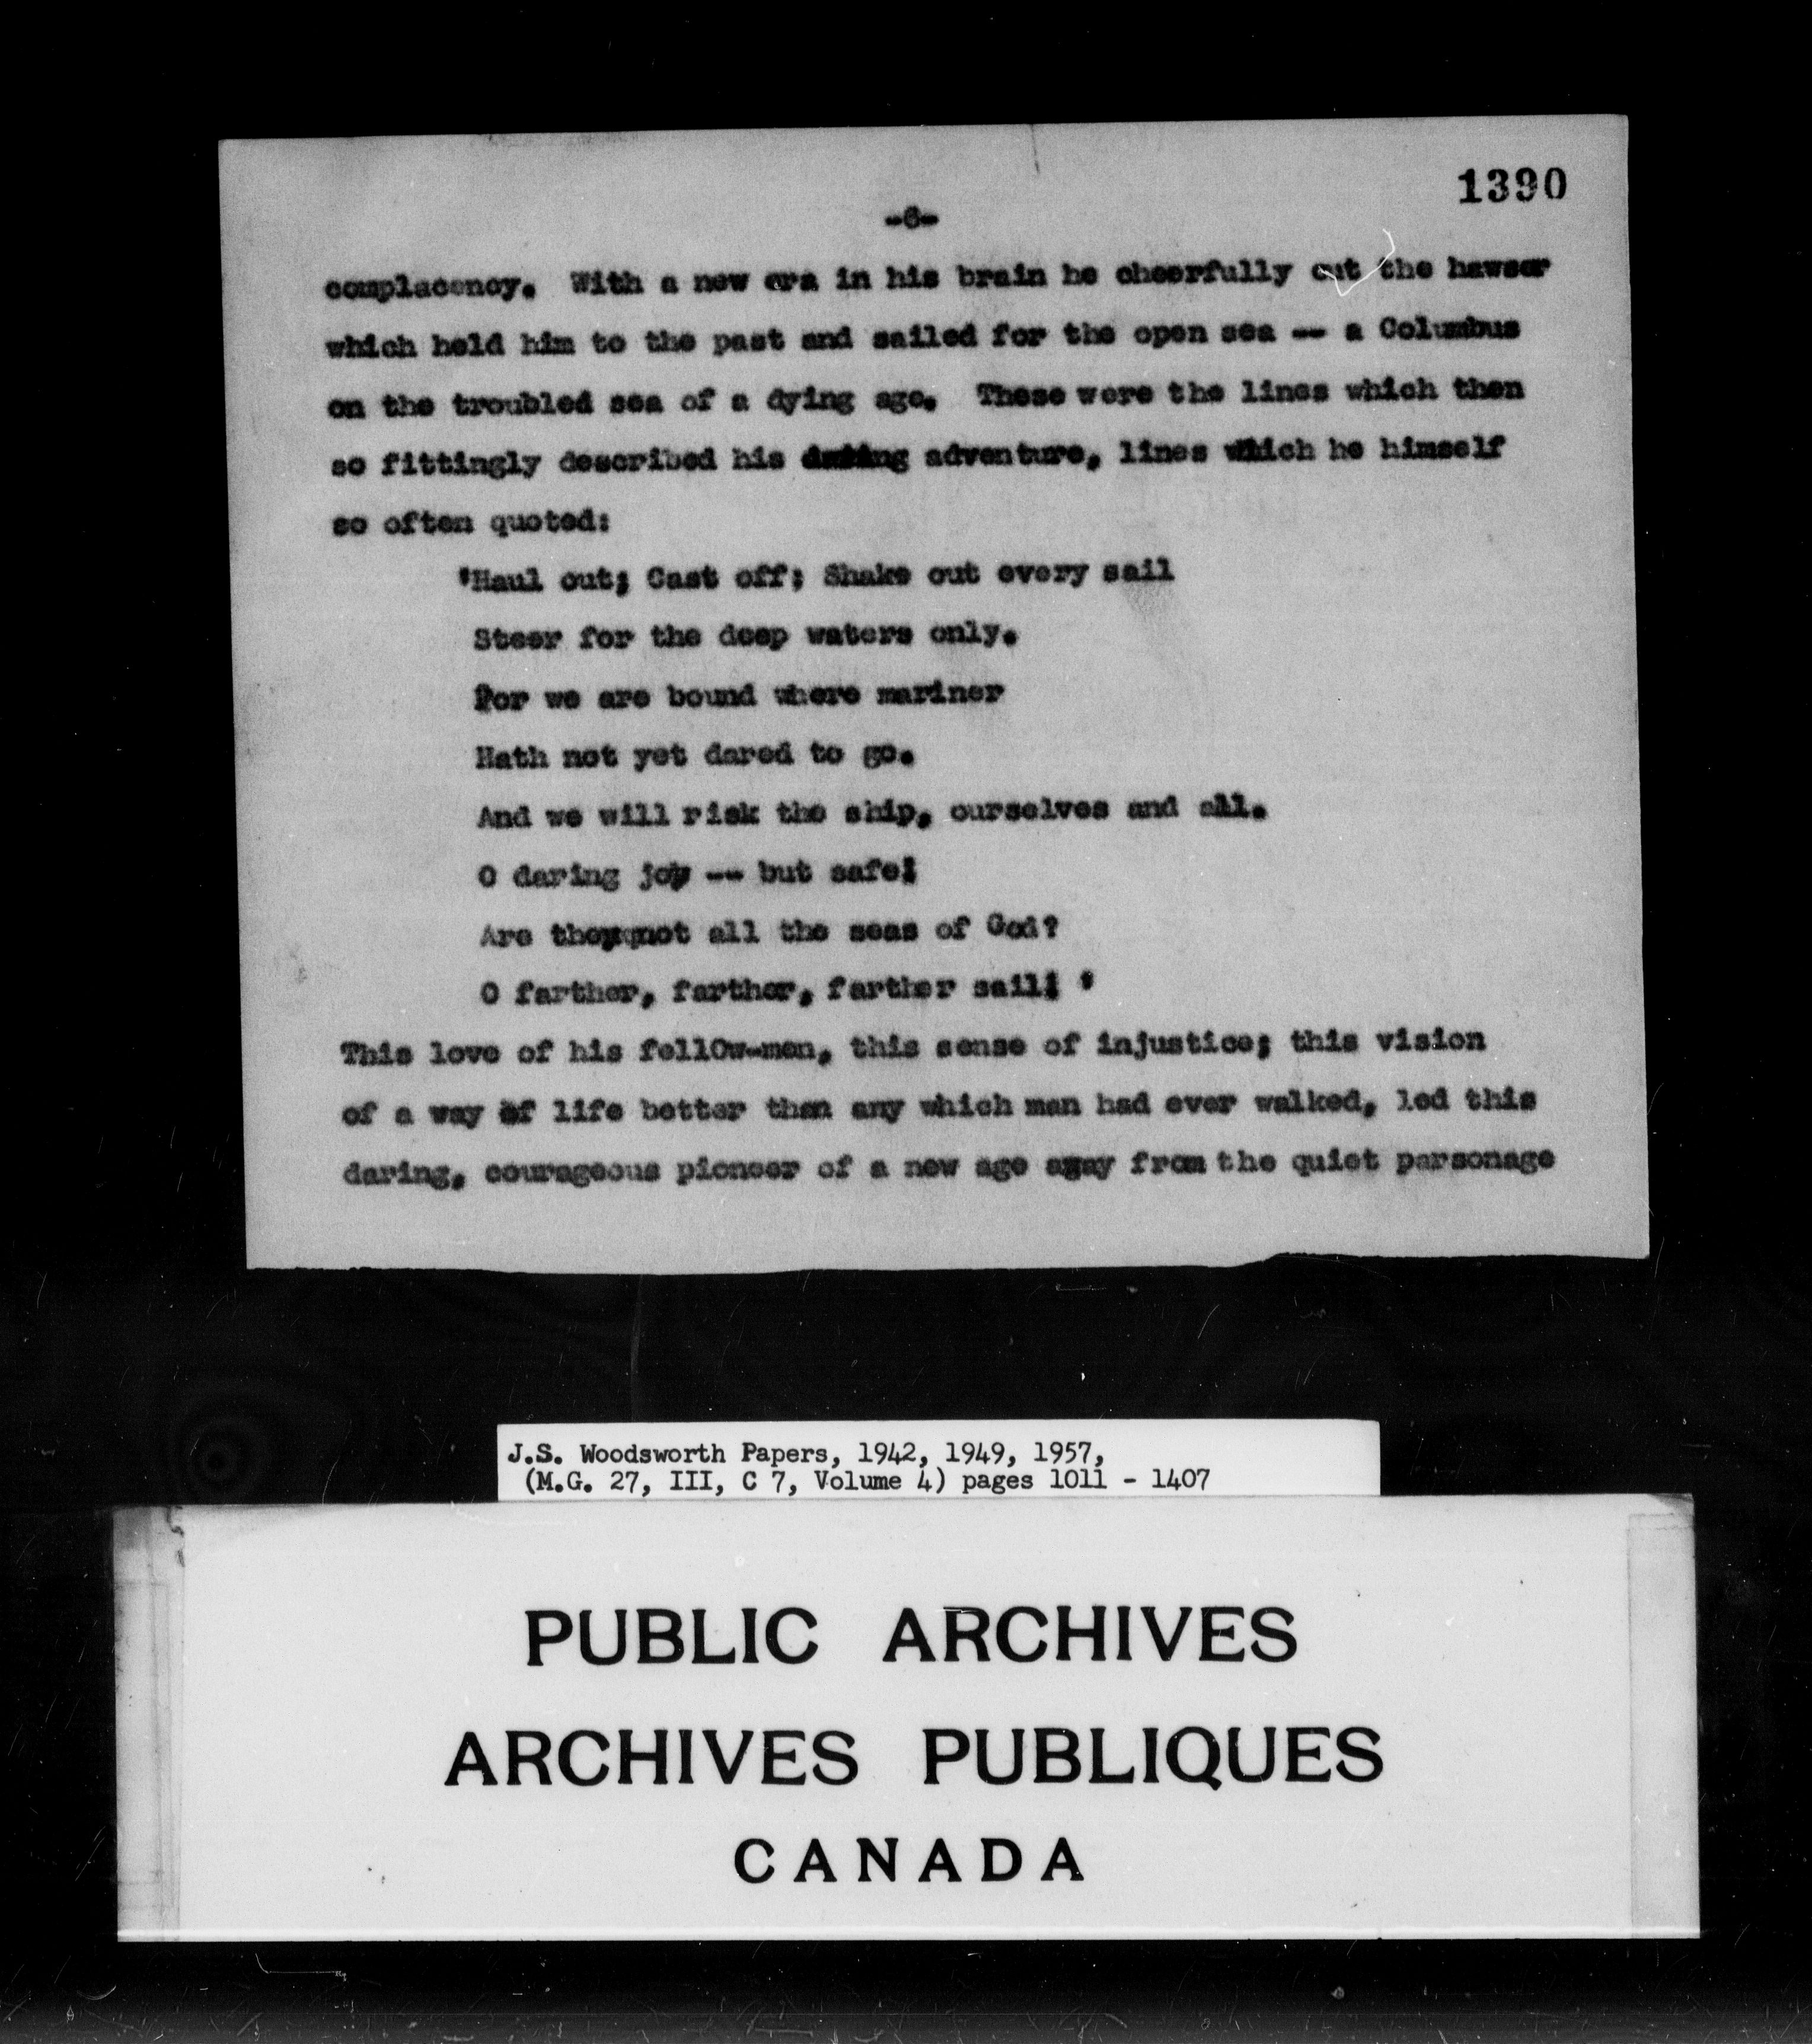 1390
-6-
complacency. With a new era in his brain he cheerfully cut the hawser
which held him to the past and sailed for the open sea -- a Columbus
on the troubled sea of a dying age. These were the lines which then
so fittingly described his daring adventure, lines which he himself
so often quoted:
'Haul out; Cast off; Shake out every sail
Steer for the deep waters only.
For we are bound where mariner
Hath not yet dared to go.
And we will risk the ship, ourselves and all.
O daring joy -- but safe!
Are they not all the seas of God?
O farther, farther, farther sail! '
This love of his fellOw-men, this sense of injustice; this vision
of a way of life better than any which man had ever walked, led this
daring, courageous pioneer of a new age away from the quiet parsonage
J.S. Woodsworth Papers, 1942, 1949, 1957,
(M.G. 27, III, C 7, Volume 4) pages 1011 - 1407
PUBLIC ARCHIVES
ARCHIVES PUBLIQUES
CANADA